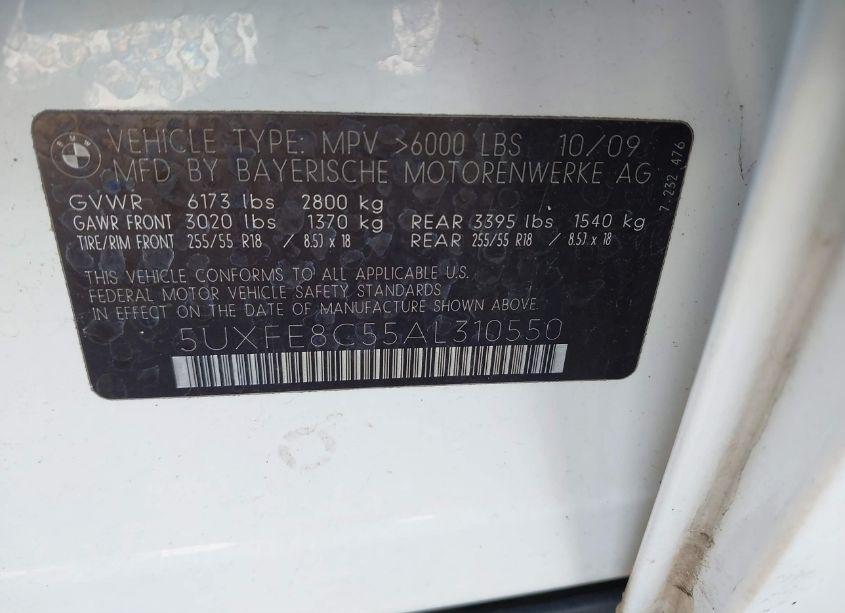 BMW
VEHICLE TYPE: MPV >6000 LBS 10/09
MFD BY BAYERISCHE MOTORENWERKE AG
GVWR 6173 lbs 2800 kg
GAWR FRONT 3020 lbs 1370 kg REAR 3395 lbs 1540 kg
TIRE/RIM FRONT 255/55 R18 / 8.5J x 18 REAR 255/55 R18 / 8.5J x 18
THIS VEHICLE CONFORMS TO ALL APPLICABLE U.S.
FEDERAL MOTOR VEHICLE SAFETY STANDARDS
IN EFFECT ON THE DATE OF MANUFACTURE SHOWN ABOVE.
5UXFE8C55AL310550
7.232 476